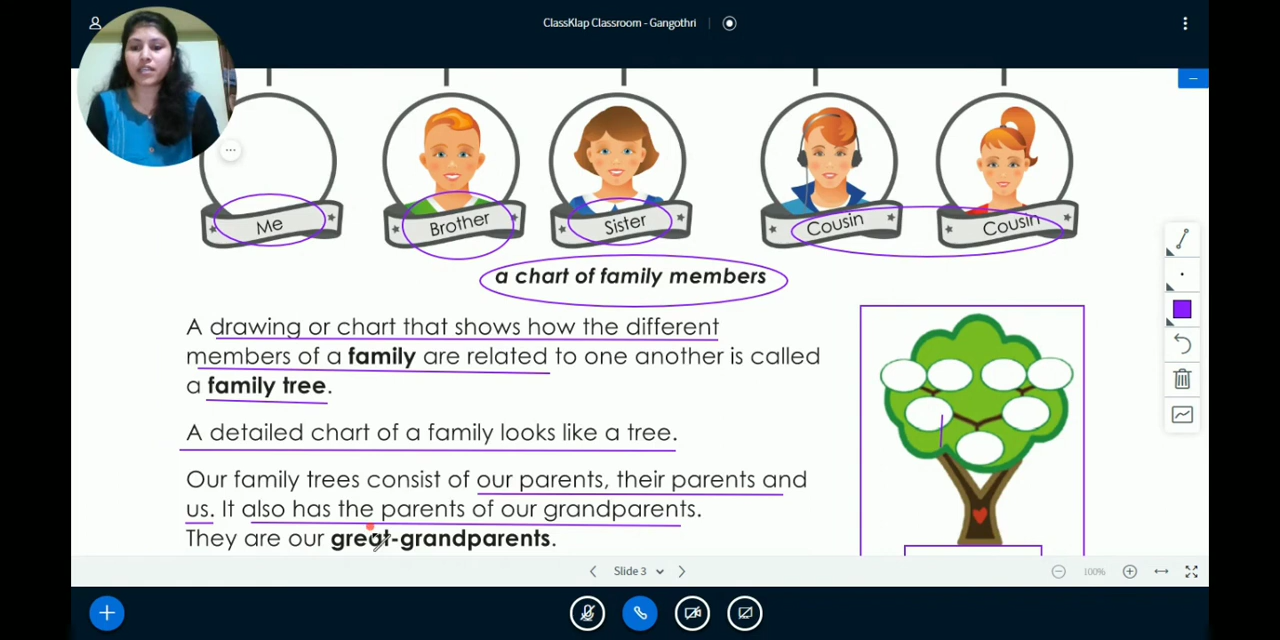 ClassKlap Classroom - Gangothri
Me
Brother
Sister
Cousin
Cousin
a chart of family members
A drawing or chart that shows how the different
members of a family are related to one another is called
a family tree.
A detailed chart of a family looks like a tree.
Our family trees consist of our parents, their parents and
us. It also has the parents of our grandparents.
They are our great-grandparents.
Slide 3
100%